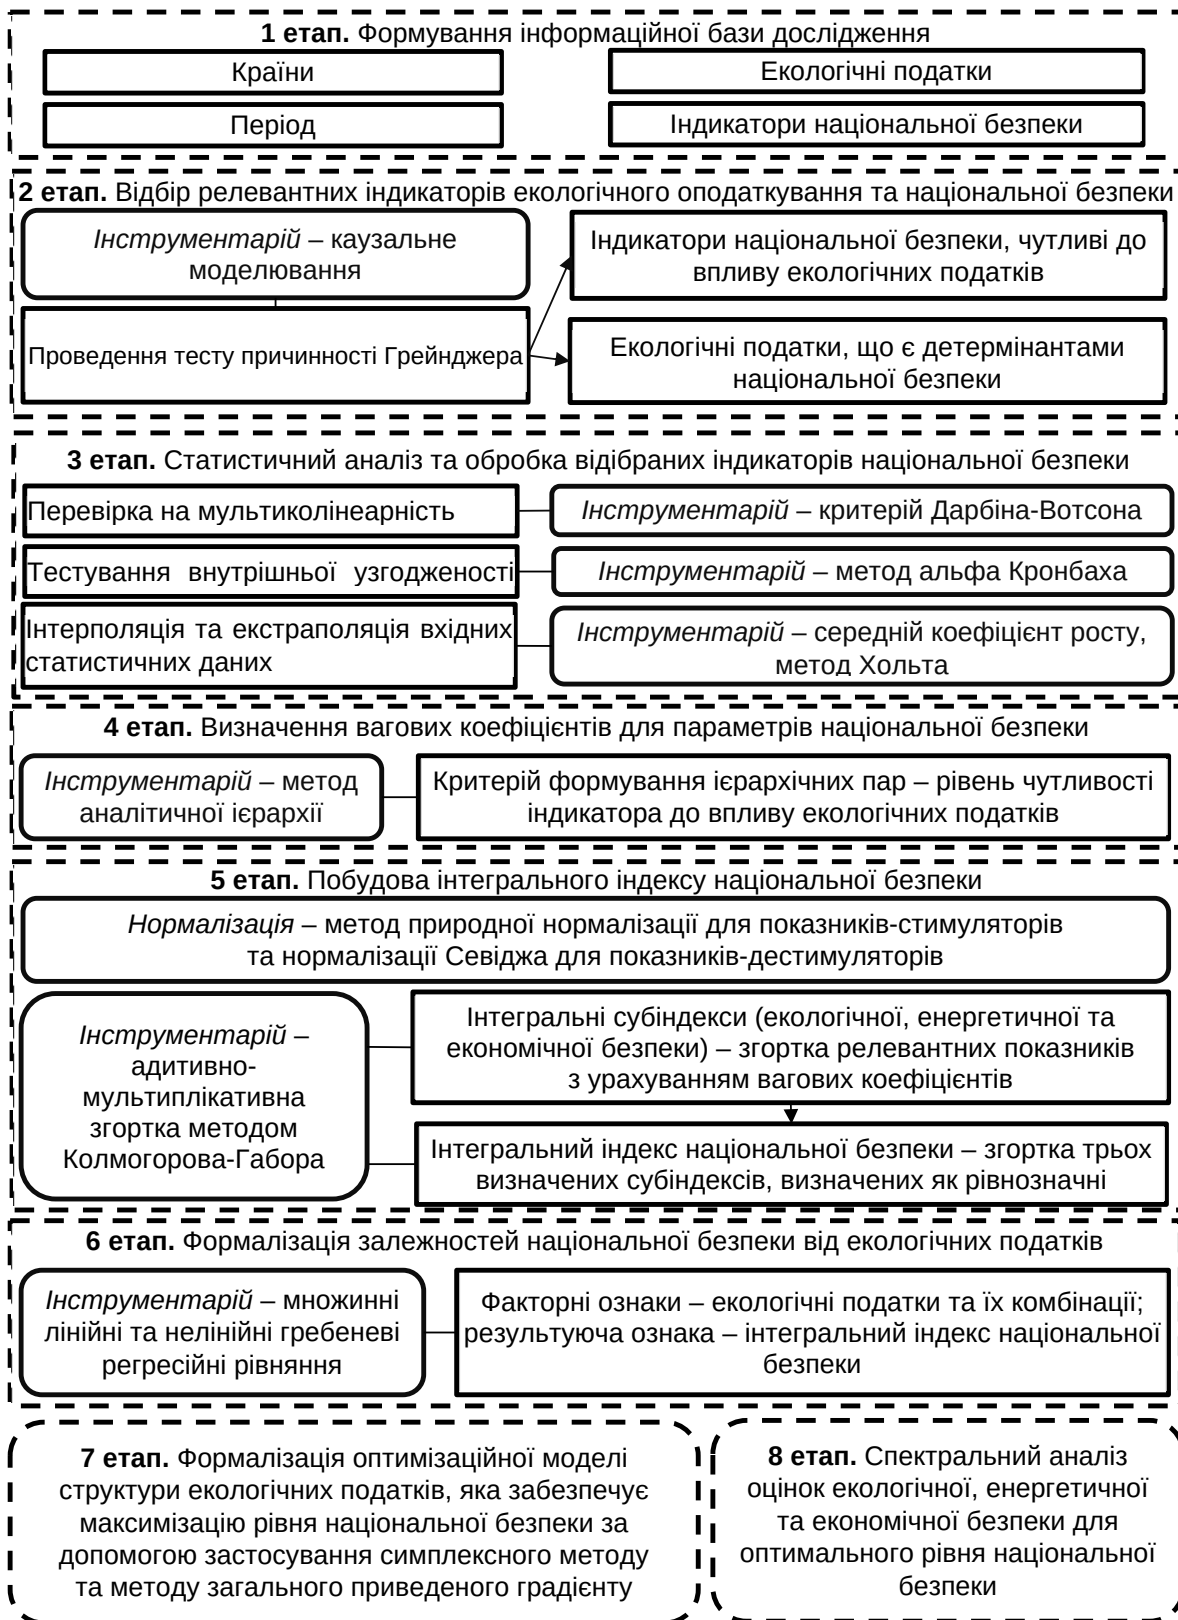 1 етап. Формування інформаційної бази дослідження
Країни
Екологічні податки
Період
Індикатори національної безпеки
2 етап. Відбір релевантних індикаторів екологічного оподаткування та національної безпеки
Інструментарій – каузальне
моделювання
Індикатори національної безпеки, чутливі до
впливу екологічних податків
Проведення тесту причинності Грейнджера
Екологічні податки, що є детермінантами
національної безпеки
3 етап. Статистичний аналіз та обробка відібраних індикаторів національної безпеки
Перевірка на мультиколінеарність
Інструментарій – критерій Дарбіна-Вотсона
Тестування внутрішньої узгодженості
Інструментарій – метод альфа Кронбаха
Інтерполяція та екстраполяція вхідних
статистичних даних
Інструментарій – середній коефіцієнт росту,
метод Хольта
4 етап. Визначення вагових коефіцієнтів для параметрів національної безпеки
Інструментарій – метод
аналітичної ієрархії
Критерій формування ієрархічних пар – рівень чутливості
індикатора до впливу екологічних податків
5 етап. Побудова інтегрального індексу національної безпеки
Нормалізація – метод природної нормалізації для показників-стимуляторів
та нормалізації Севіджа для показників-дестимуляторів
Інструментарій –
адитивно-
мультиплікативна
згортка методом
Колмогорова-Габора
Інтегральні субіндекси (екологічної, енергетичної та
економічної безпеки) – згортка релевантних показників
з урахуванням вагових коефіцієнтів
Інтегральний індекс національної безпеки – згортка трьох
визначених субіндексів, визначених як рівнозначні
6 етап. Формалізація залежностей національної безпеки від екологічних податків
Інструментарій – множинні
лінійні та нелінійні гребеневі
регресійні рівняння
Факторні ознаки – екологічні податки та їх комбінації;
результуюча ознака – інтегральний індекс національної
безпеки
7 етап. Формалізація оптимізаційної моделі
структури екологічних податків, яка забезпечує
максимізацію рівня національної безпеки за
допомогою застосування симплексного методу
та методу загального приведеного градієнту
8 етап. Спектральний аналіз
оцінок екологічної, енергетичної
та економічної безпеки для
оптимального рівня національної
безпеки